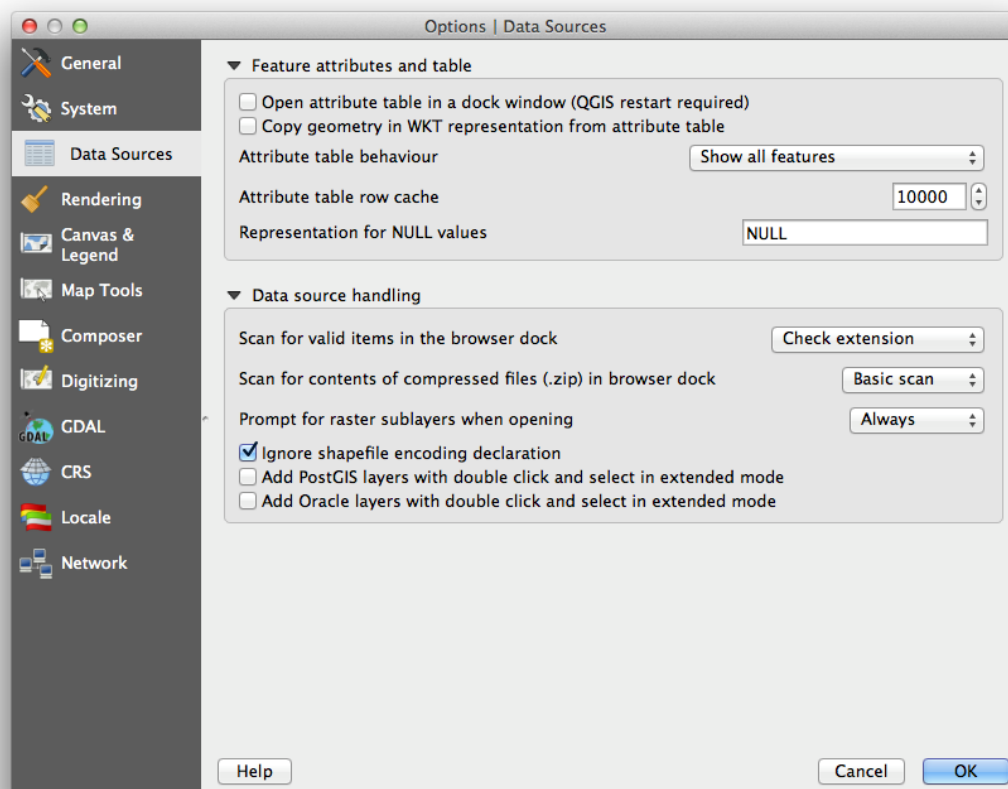 Options | Data Sources
General
System
Data Sources
Rendering
Canvas &
Legend
Map Tools
Composer
Digitizing
GDAL
GDAL
CRS
Locale
Network
Feature attributes and table
Open attribute table in a dock window (QGIS restart required)
Copy geometry in WKT representation from attribute table
Attribute table behaviour Show all features
Attribute table row cache 10000
Representation for NULL values NULL
Data source handling
Scan for valid items in the browser dock Check extension
Scan for contents of compressed files (.zip) in browser dock Basic scan
Prompt for raster sublayers when opening Always
Ignore shapefile encoding declaration
Add PostGIS layers with double click and select in extended mode
Add Oracle layers with double click and select in extended mode
Help Cancel OK